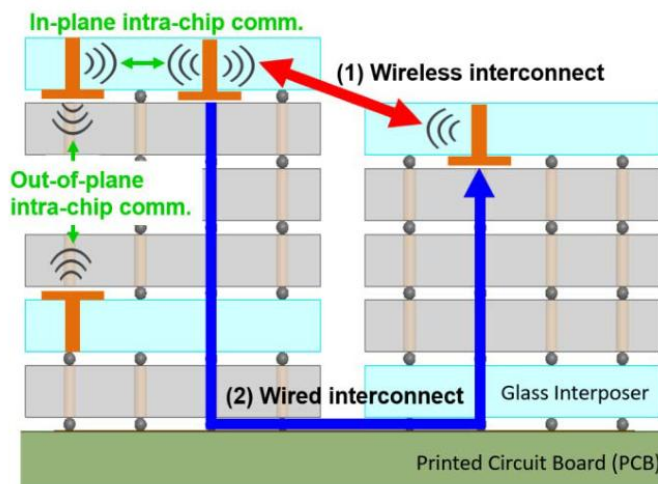 In-plane intra-chip comm.
(1) Wireless interconnect
Out-of-plane
intra-chip comm.
(2) Wired interconnect
Glass Interposer
Printed Circuit Board (PCB)